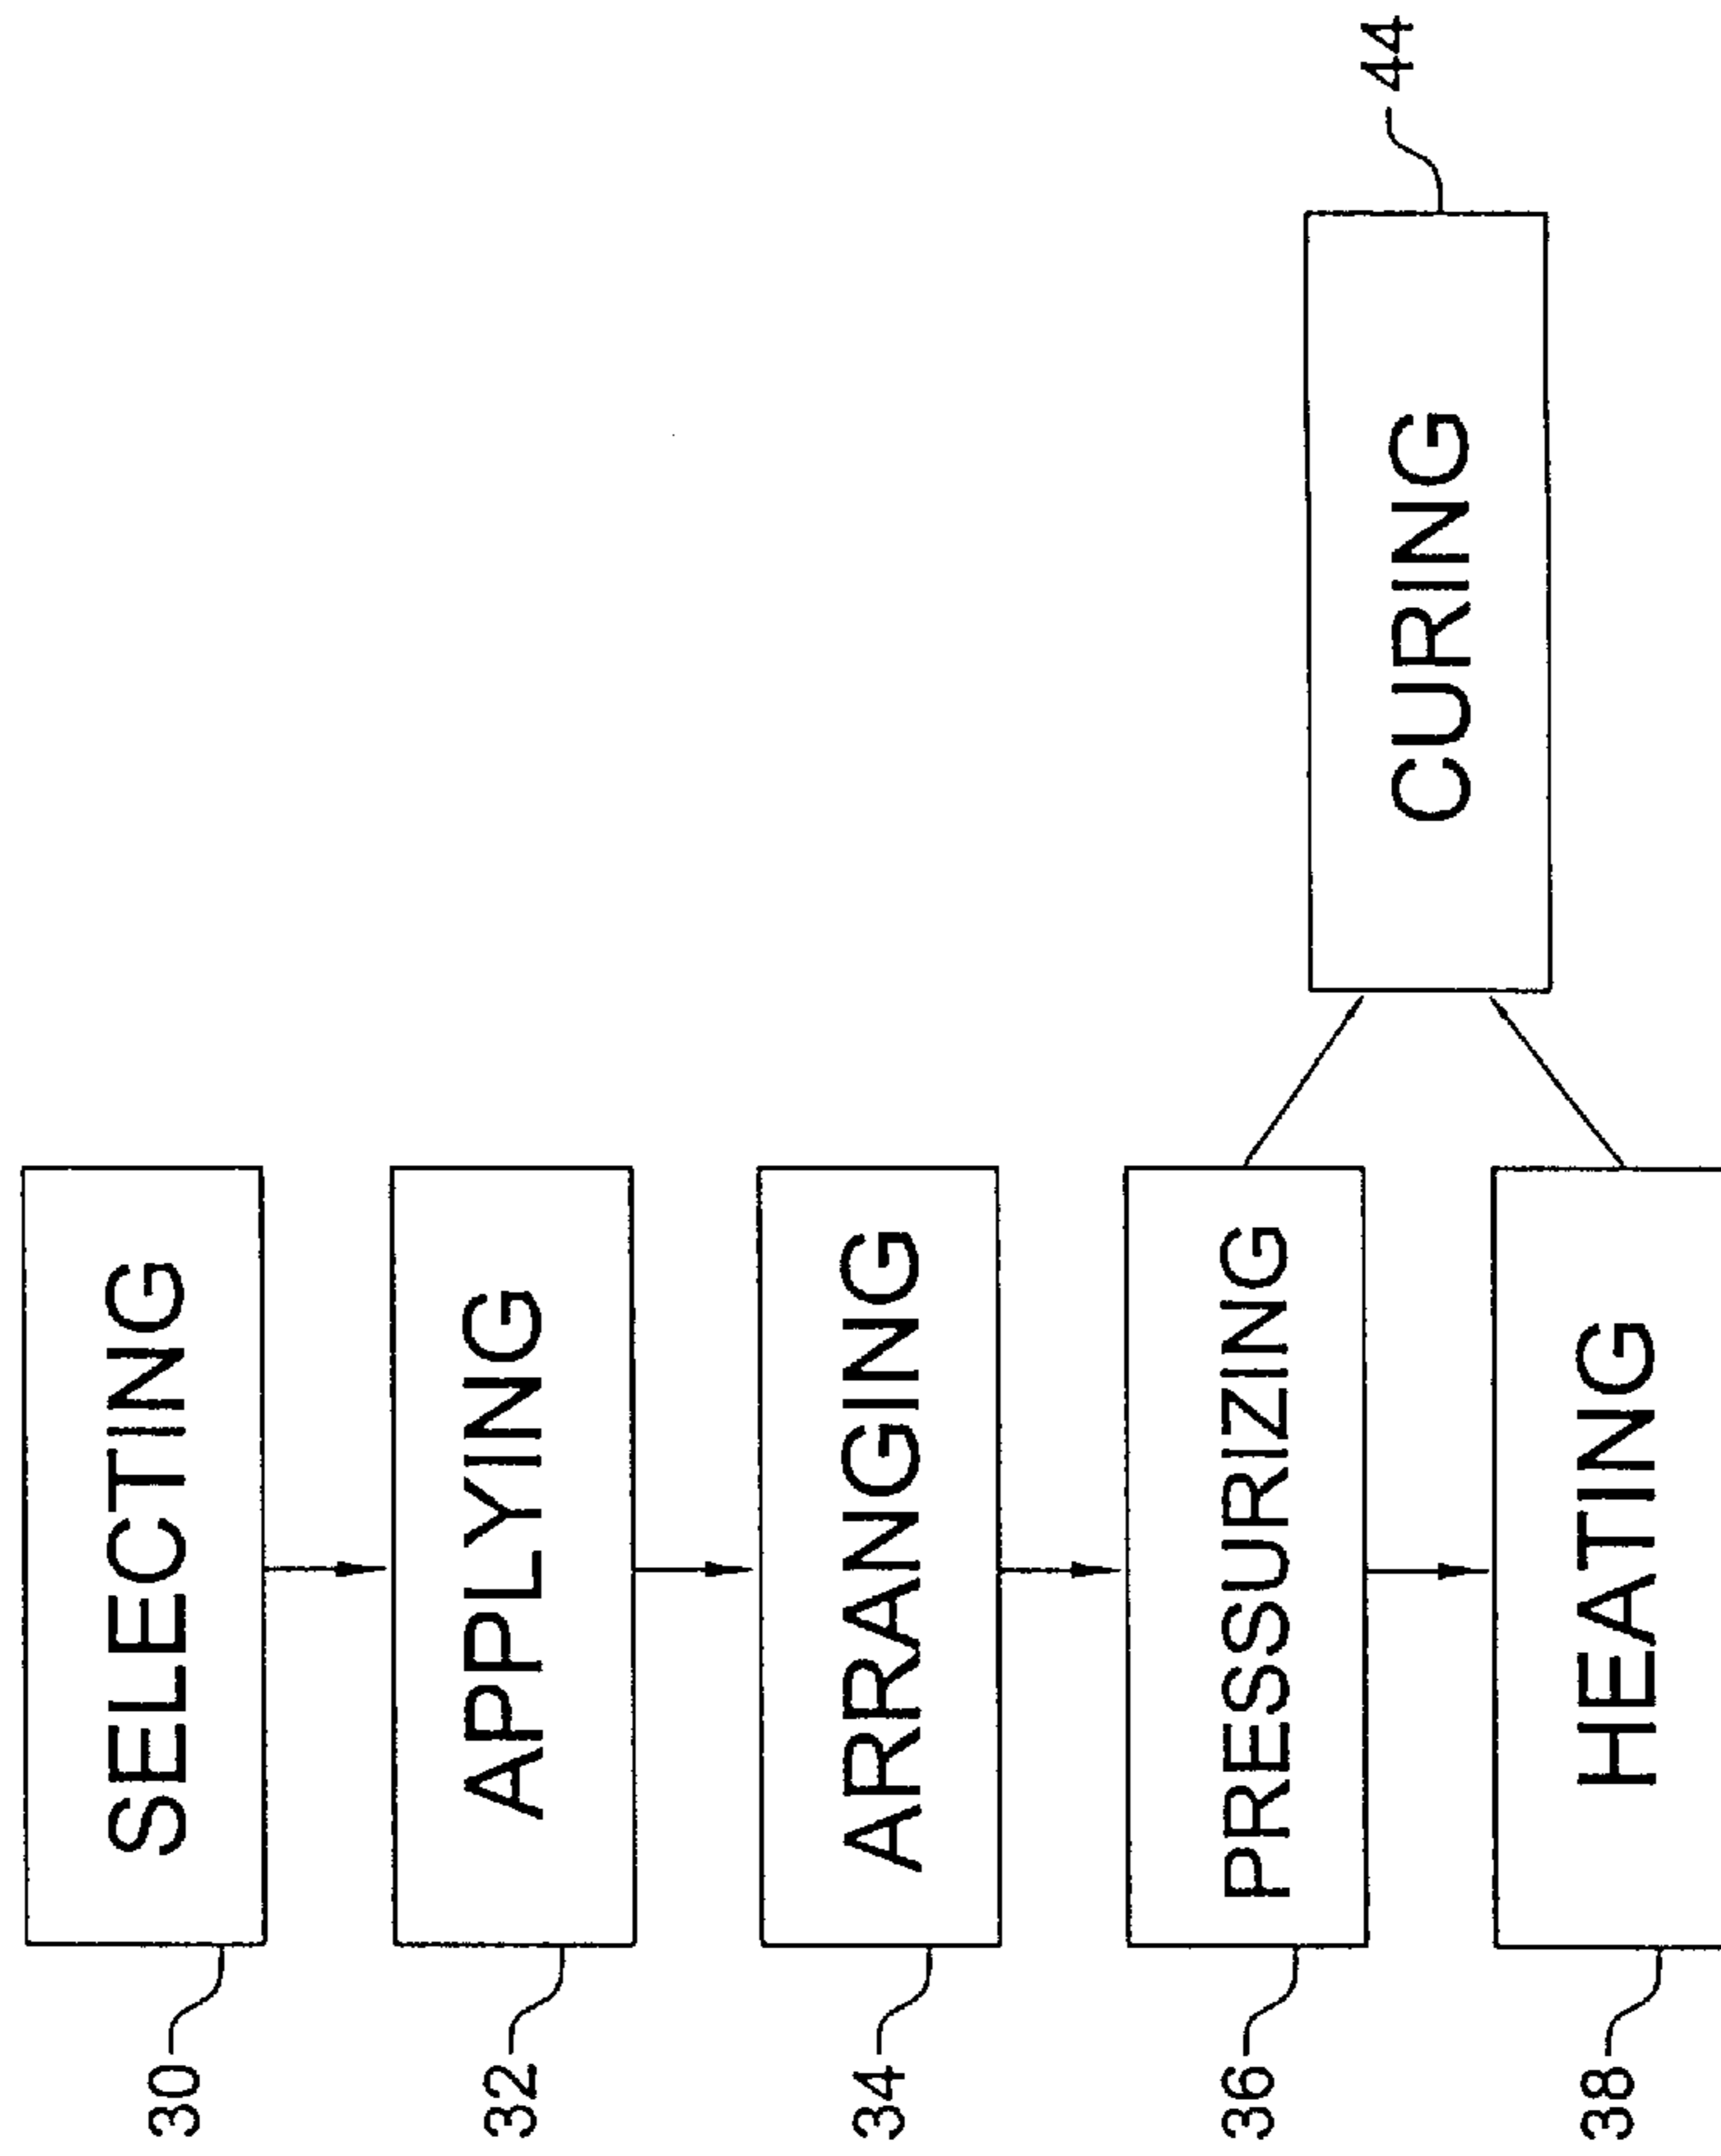 SELECTING
30
APPLYING
32
ARRANGING
34
PRESSURIZING
36
HEATING
38
CURING
44